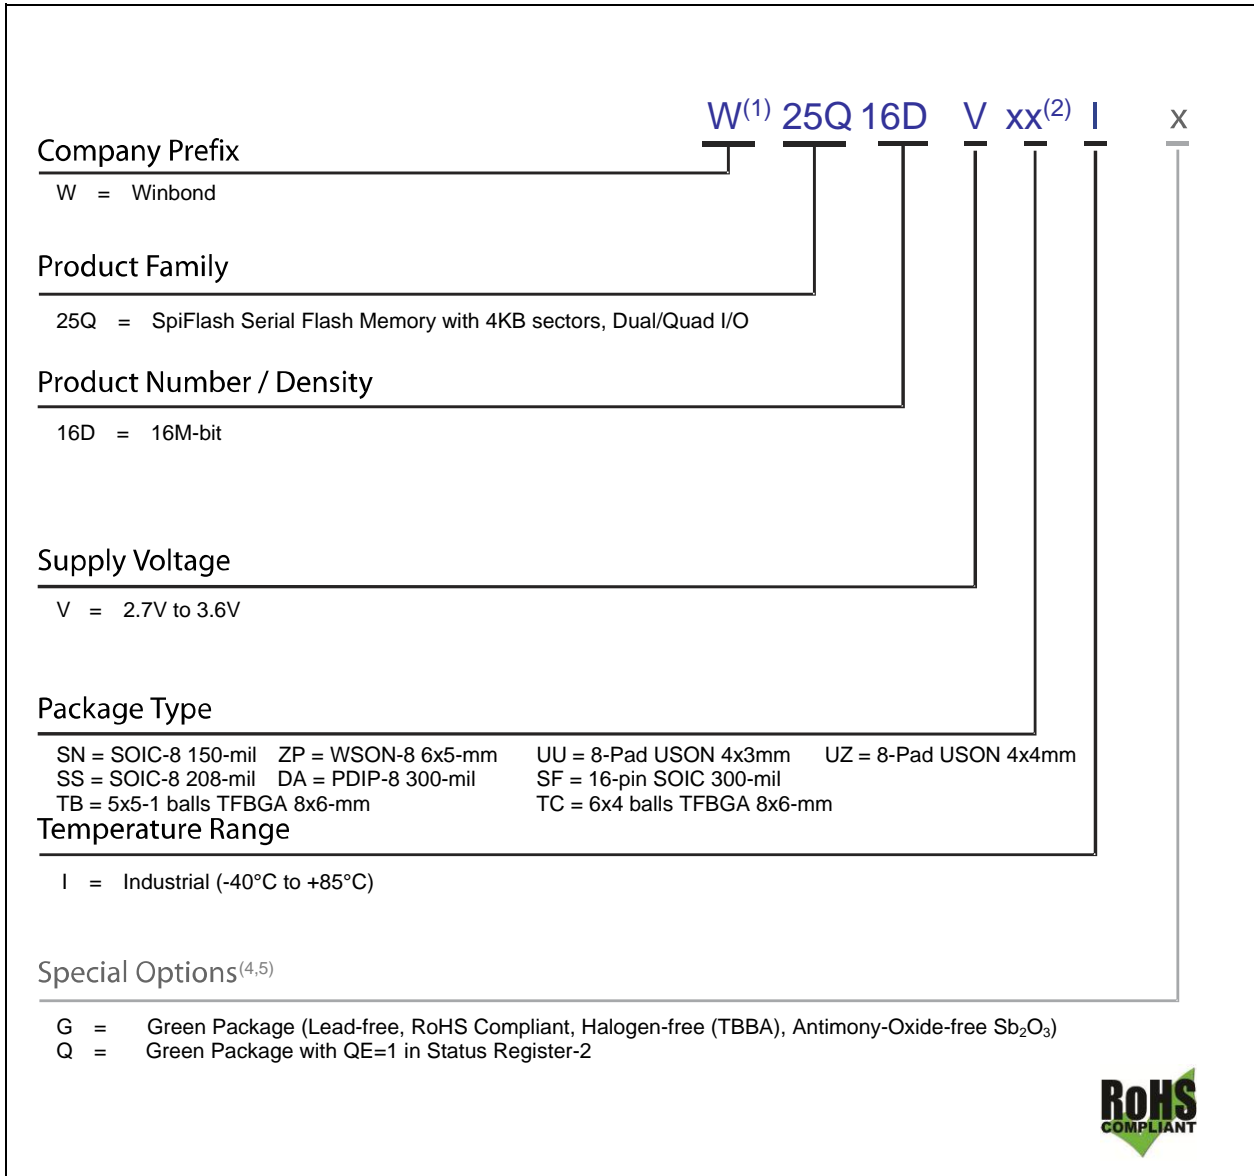 W(1) 25Q 16D V xx(2) I x
Company Prefix
W = Winbond
Product Family
25Q = SpiFlash Serial Flash Memory with 4KB sectors, Dual/Quad I/O
Product Number / Density
16D = 16M-bit
Supply Voltage
V = 2.7V to 3.6V
Package Type
SN = SOIC-8 150-mil ZP = WSON-8 6x5-mm UU = 8-Pad USON 4x3mm UZ = 8-Pad USON 4x4mm
SS = SOIC-8 208-mil DA = PDIP-8 300-mil SF = 16-pin SOIC 300-mil
TB = 5x5-1 balls TFBGA 8x6-mm TC = 6x4 balls TFBGA 8x6-mm
Temperature Range
I = Industrial (-40°C to +85°C)
Special Options(4,5)
G = Green Package (Lead-free, RoHS Compliant, Halogen-free (TBBA), Antimony-Oxide-free Sb₂O₃)
Q = Green Package with QE=1 in Status Register-2
RoHS
COMPLIANT